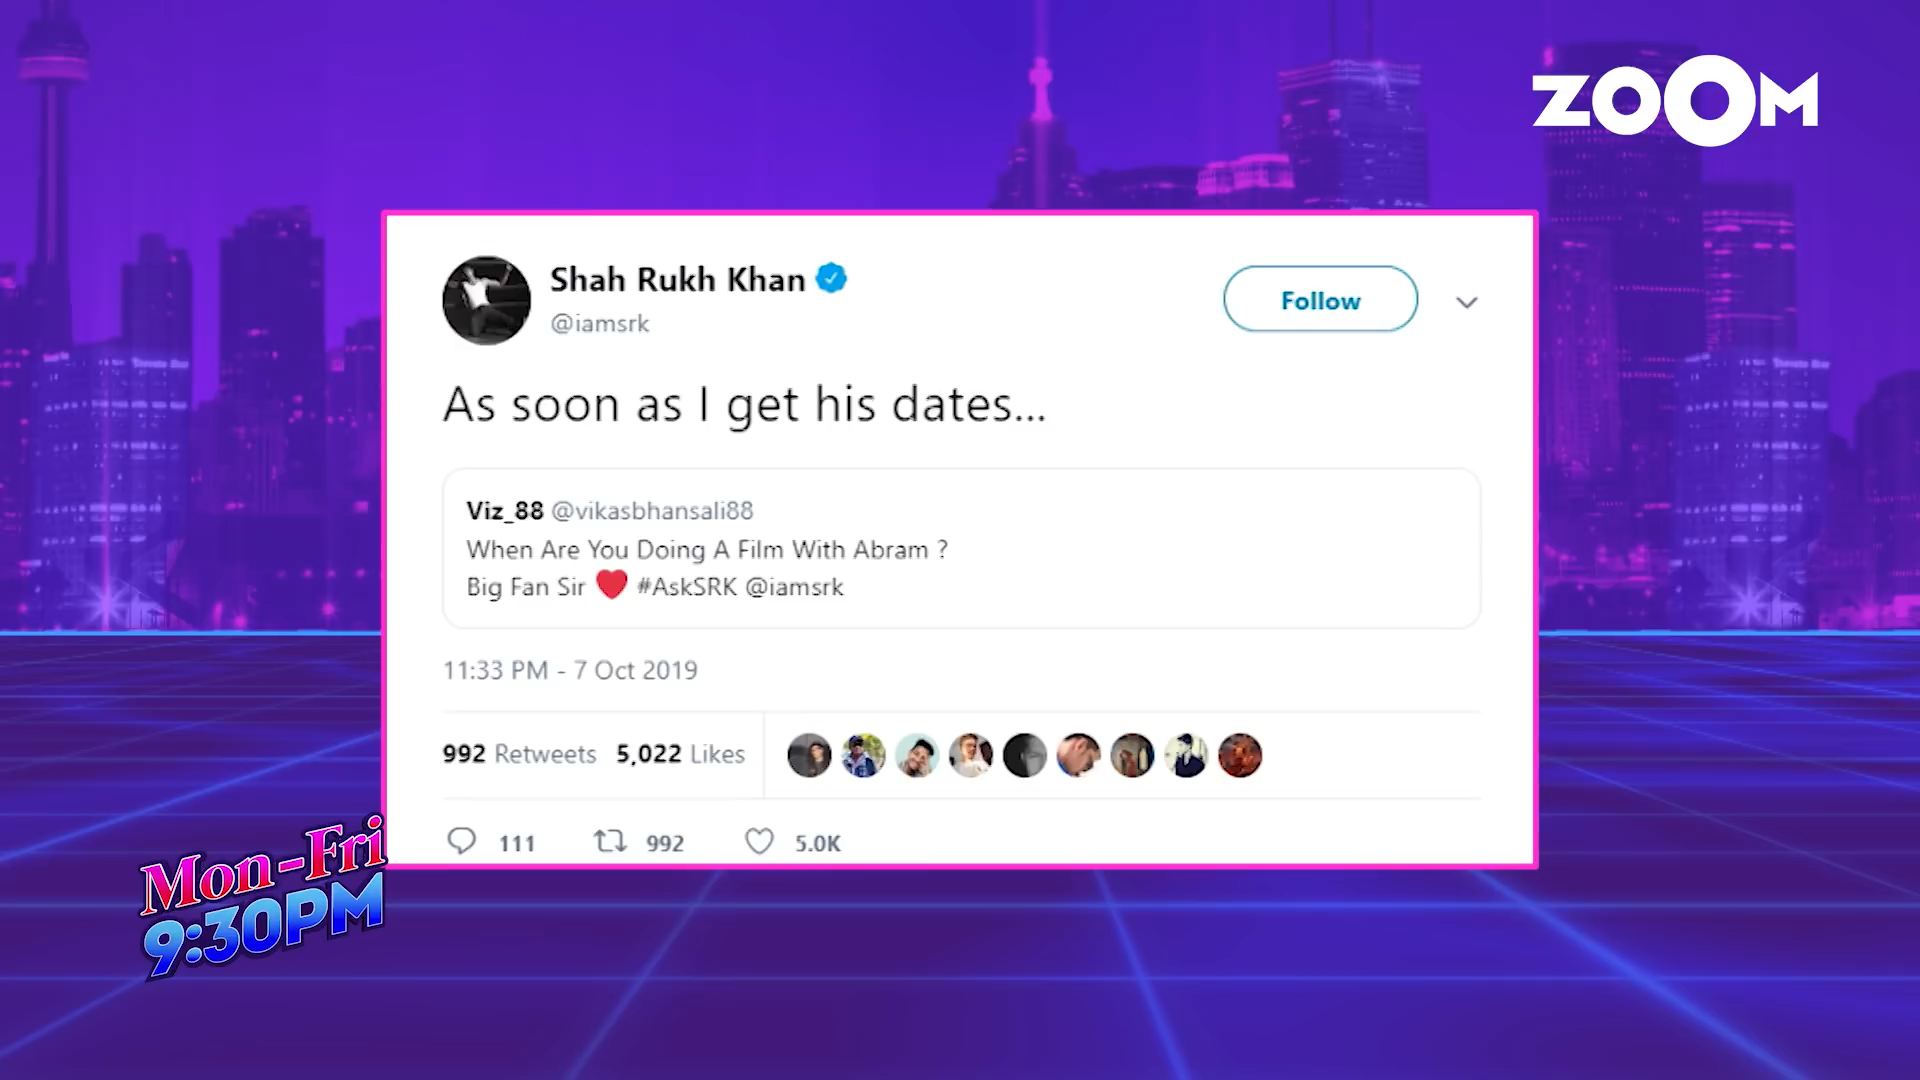 ZOOM
Shah Rukh Khan
@iamsrk
Follow
As soon as I get his dates...
Viz_88 @vikasbhansali88
When Are You Doing A Film With Abram ?
Big Fan Sir ❤️ #AskSRK @iamsrk
11:33 PM - 7 Oct 2019
992 Retweets 5,022 Likes
111 992 5.0K
Mon-Fri
9:30PM